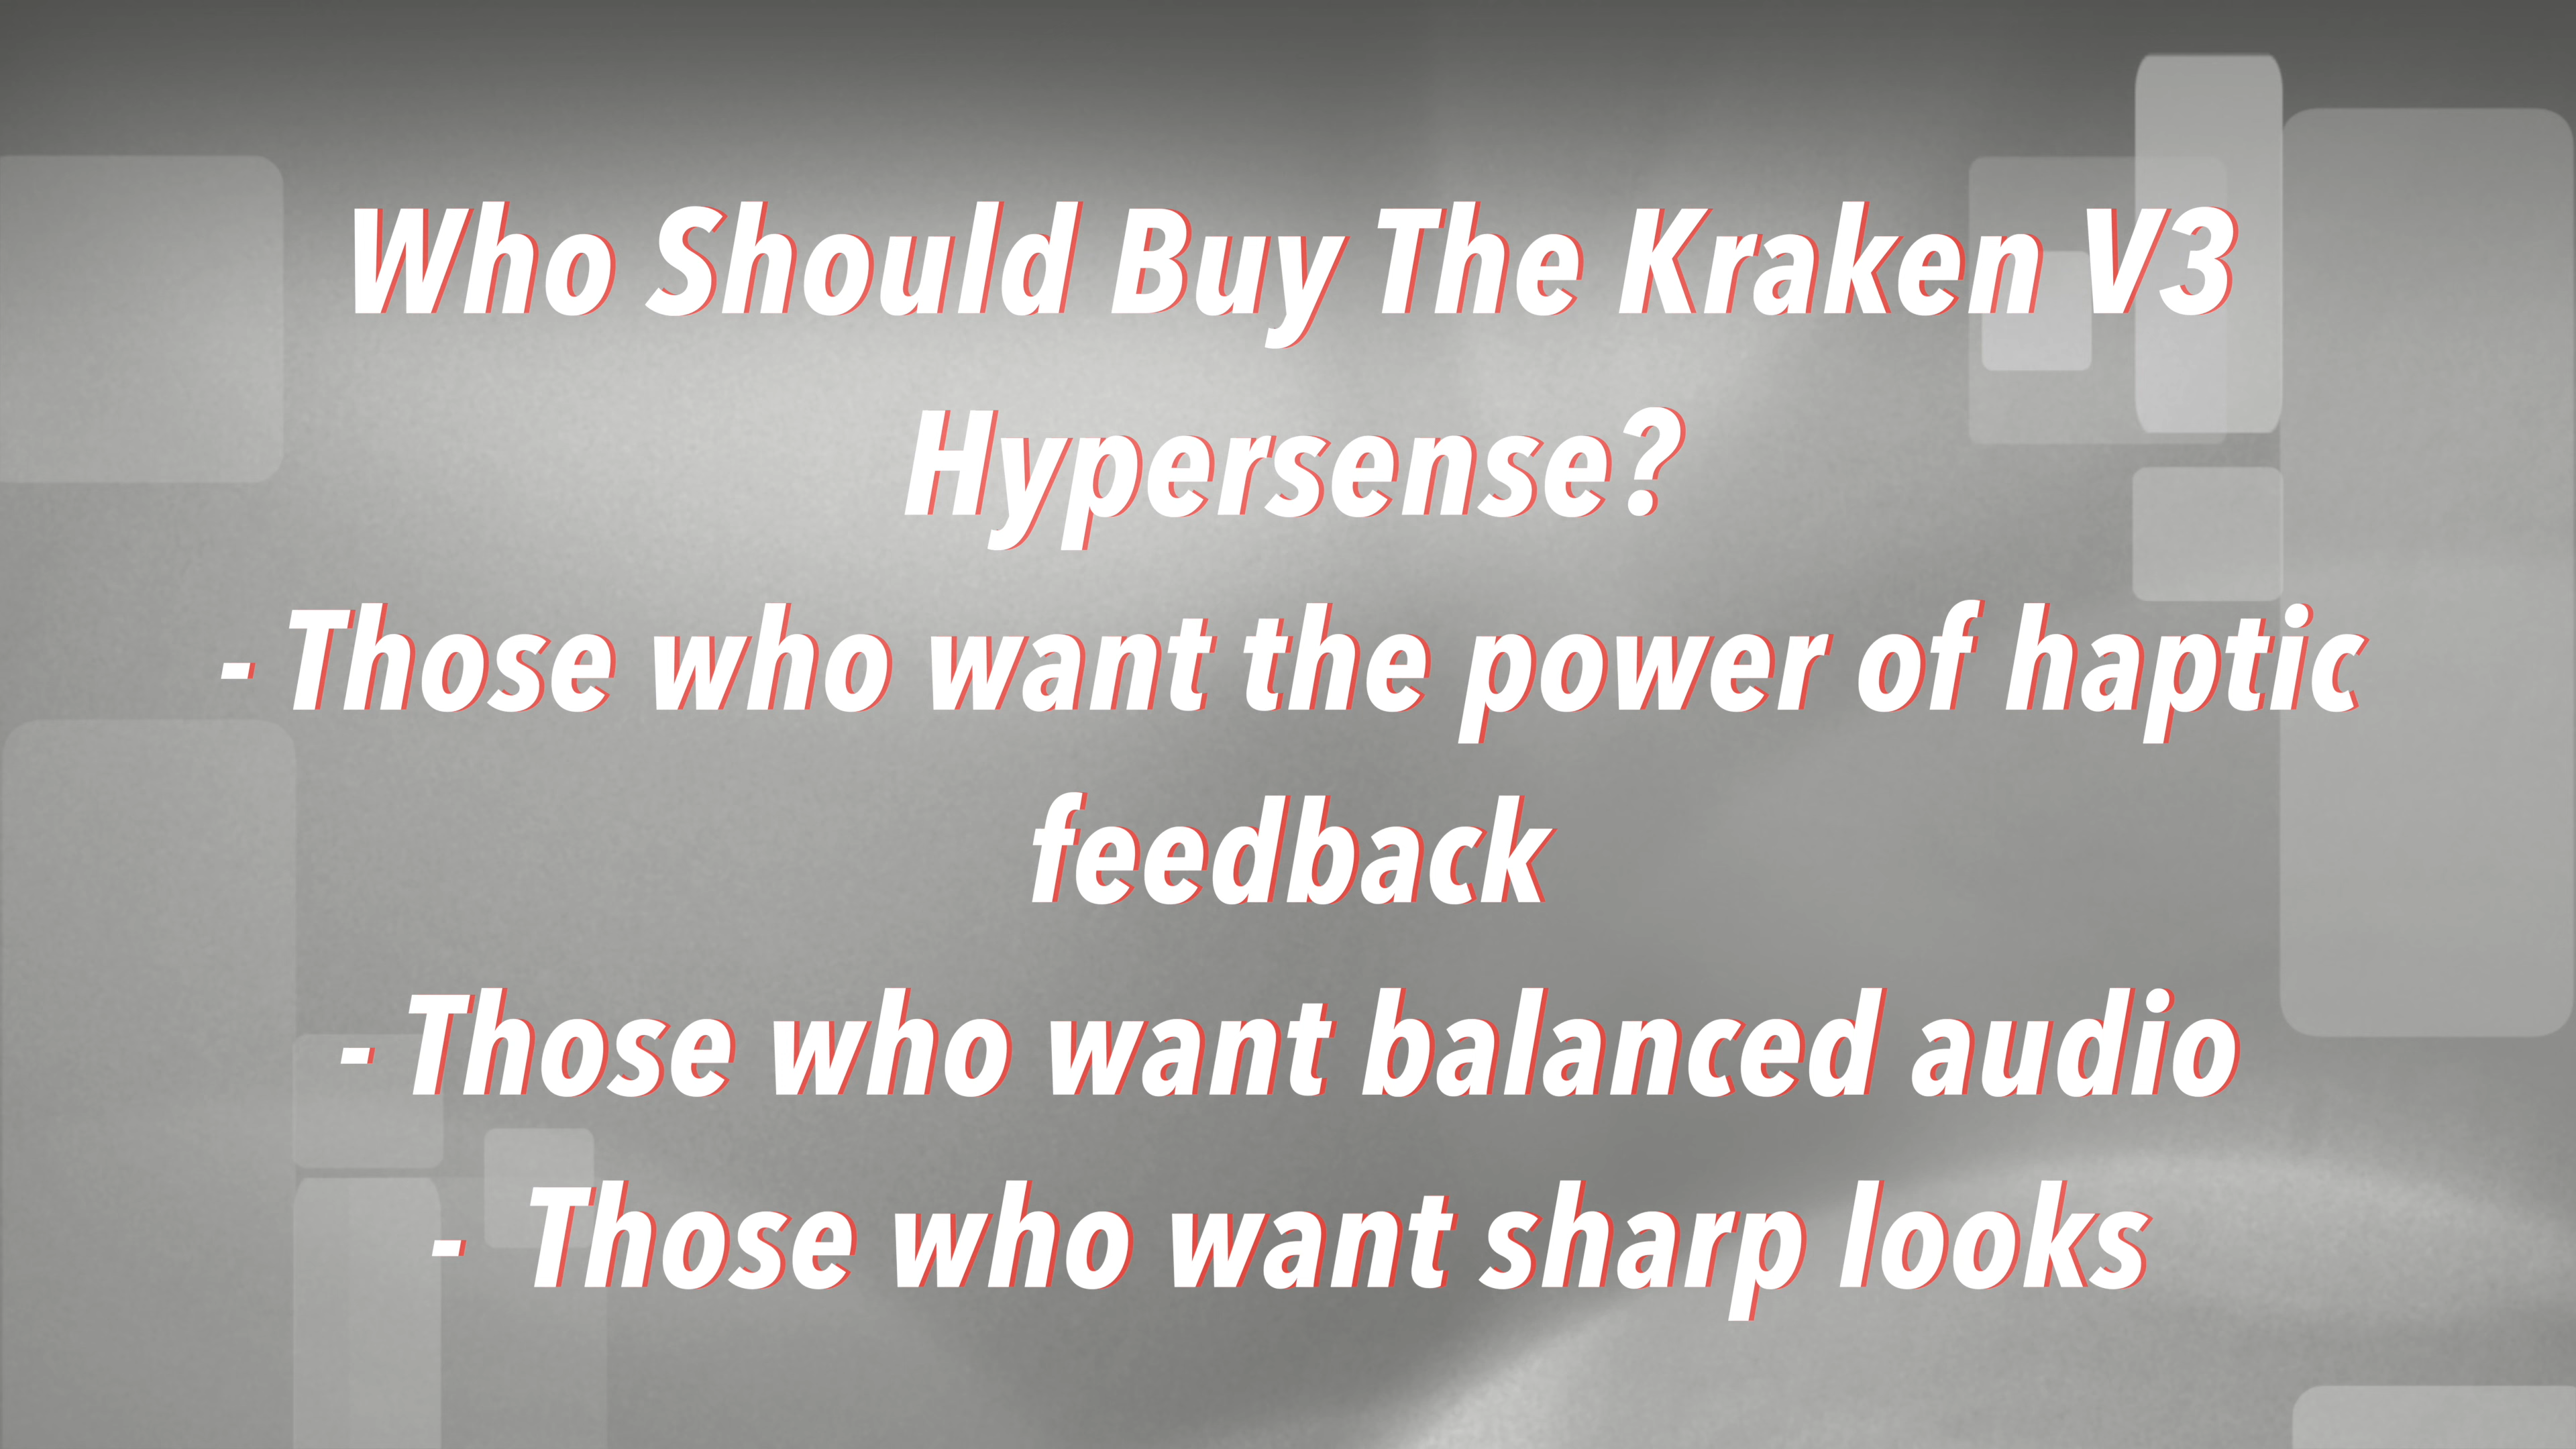 Who Should Buy The Kraken V3
Hypersense?
- Those who want the power of haptic
feedback
- Those who want balanced audio
- Those who want sharp looks